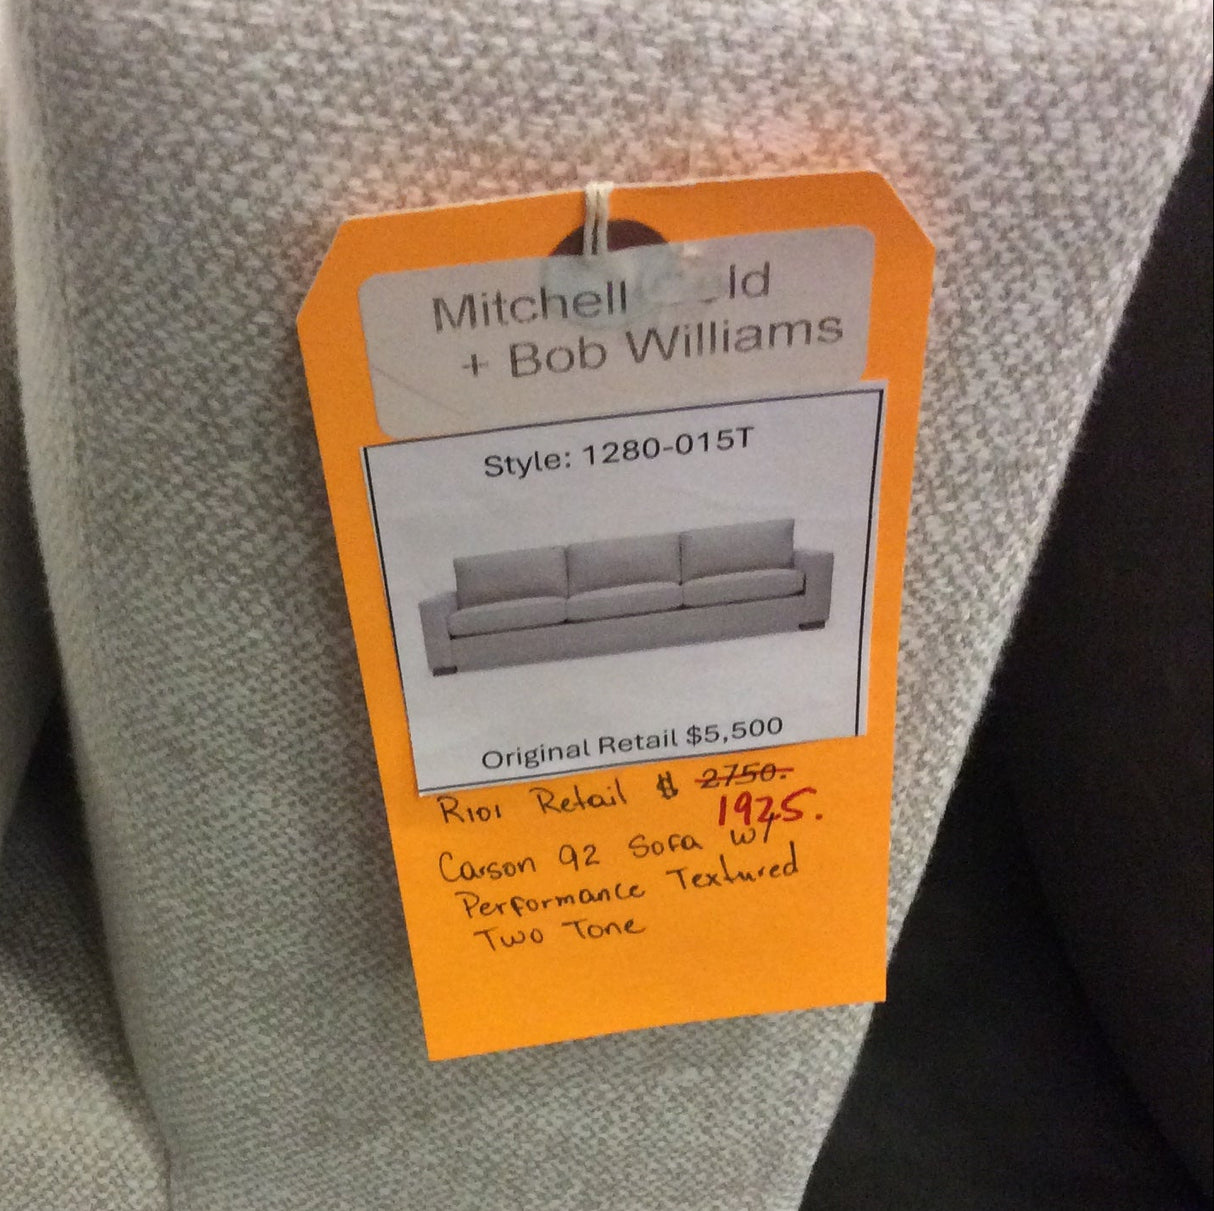 Mitchell
+ Bob Williams
Style: 1280-015T
Original Retail $5,500
R101 Retail $ 2750.
1925.
Carson 92 Sofa w/
Performance Textured
Two Tone